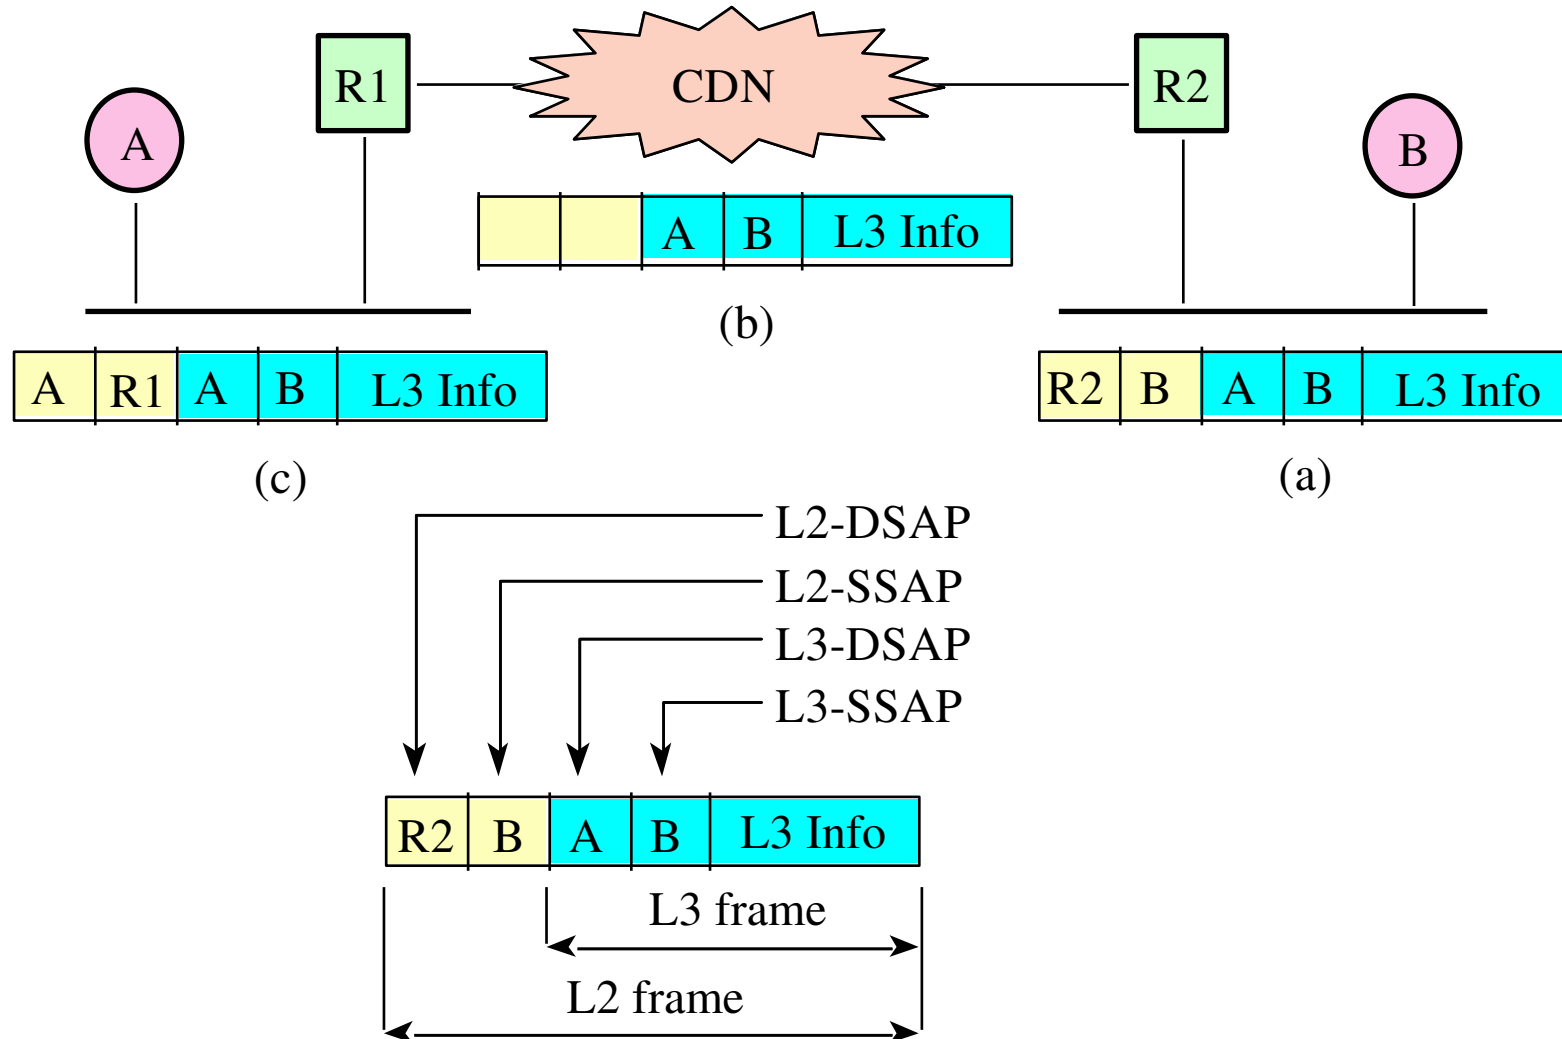 R1
CDN
R2
A
B
A B L3 Info
(b)
A R1 A B L3 Info
R2 B A B L3 Info
(c)
(a)
L2-DSAP
L2-SSAP
L3-DSAP
L3-SSAP
R2 B A B L3 Info
L3 frame
L2 frame